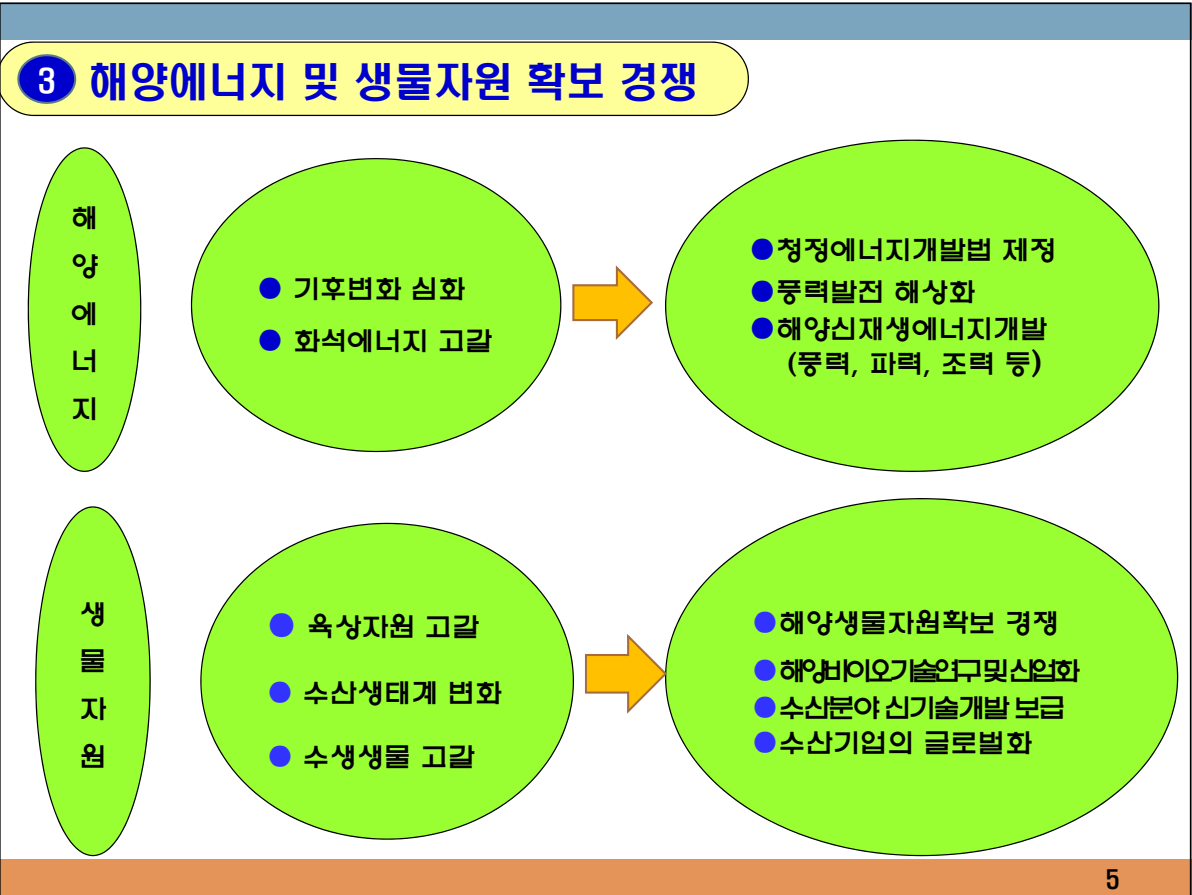 3 해양에너지 및 생물자원 확보 경쟁
해
양
에
너
지
● 기후변화 심화
● 화석에너지 고갈
●청정에너지개발법 제정
●풍력발전 해상화
●해양신재생에너지개발
(풍력, 파력, 조력 등)
생
물
자
원
● 육상자원 고갈
● 수산생태계 변화
● 수생생물 고갈
●해양생물자원확보 경쟁
●해양바이오기술연구및산업화
●수산분야 신기술개발 보급
●수산기업의 글로벌화
5